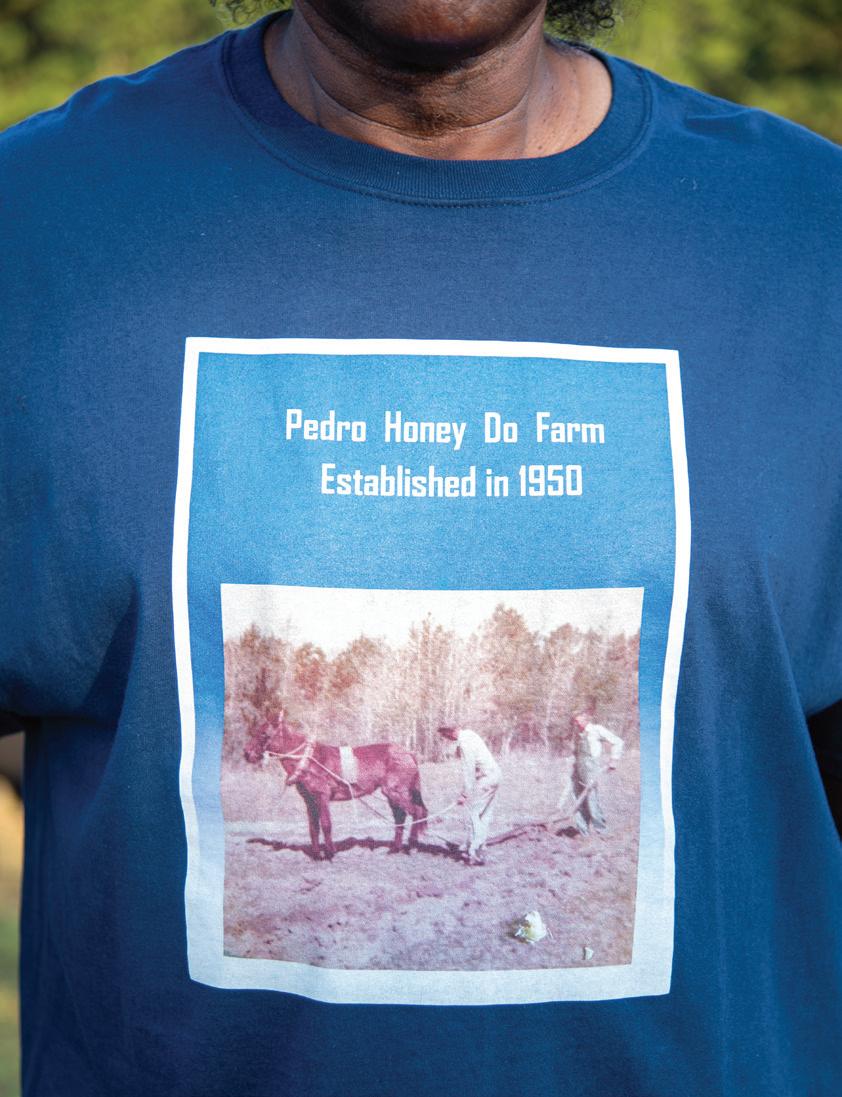 Pedro Honey Do Farm
Established in 1950